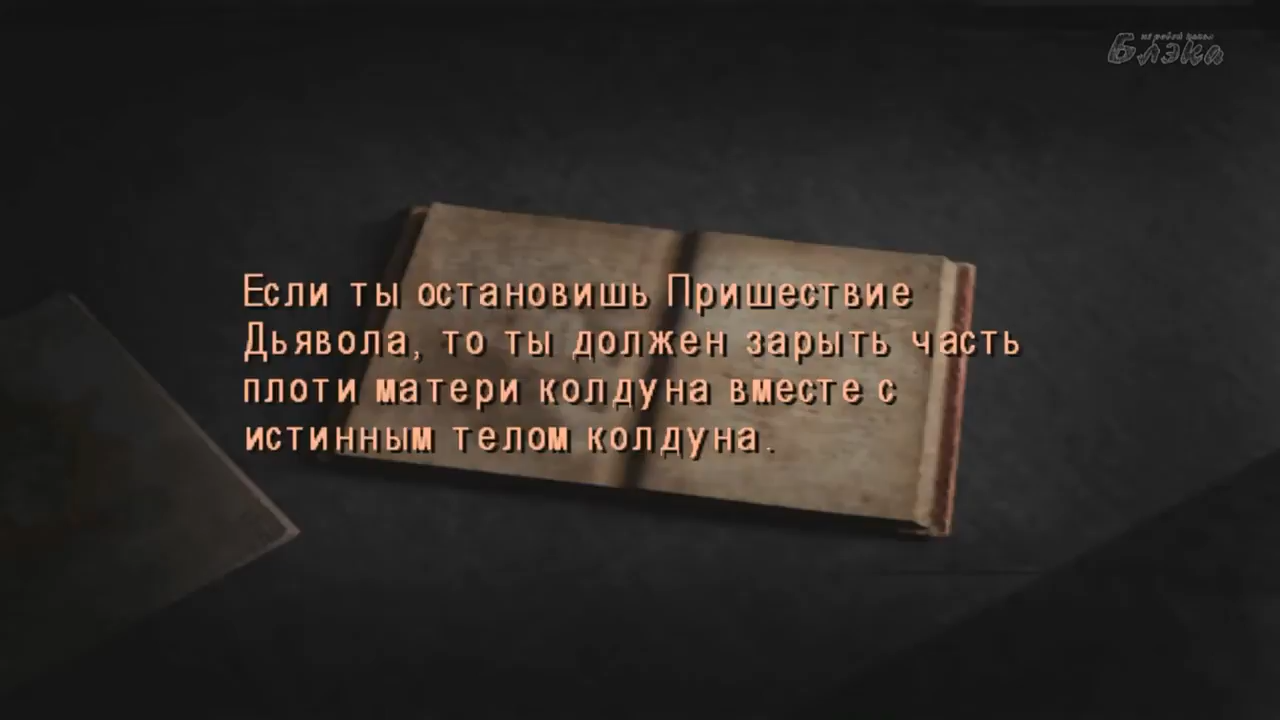 Блэка
Если ты остановишь Пришествие
Дьявола, то ты должен зарыть часть
плоти матери колдуна вместе с
истинным телом колдуна.